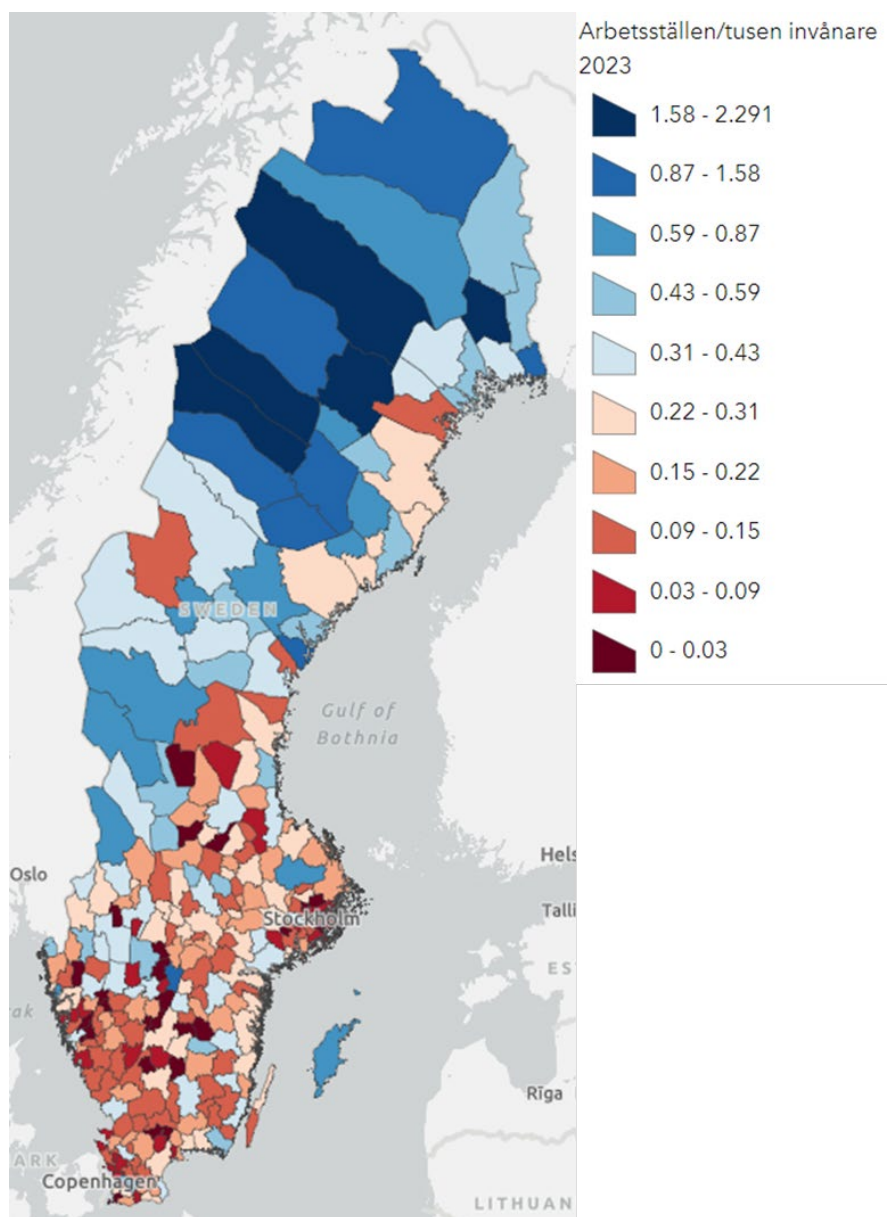 Arbetsställen/tusen invånare
2023
1.58 - 2.291
0.87 - 1.58
0.59 - 0.87
0.43 - 0.59
0.31 - 0.43
0.22 - 0.31
0.15 - 0.22
0.09 - 0.15
0.03 - 0.09
0 - 0.03
SWEDEN
Gulf of
Bothnia
Oslo
Hels
Stockholm
Talli
EST
ak
Rīga
ARK
Copenhagen
LITHUAN